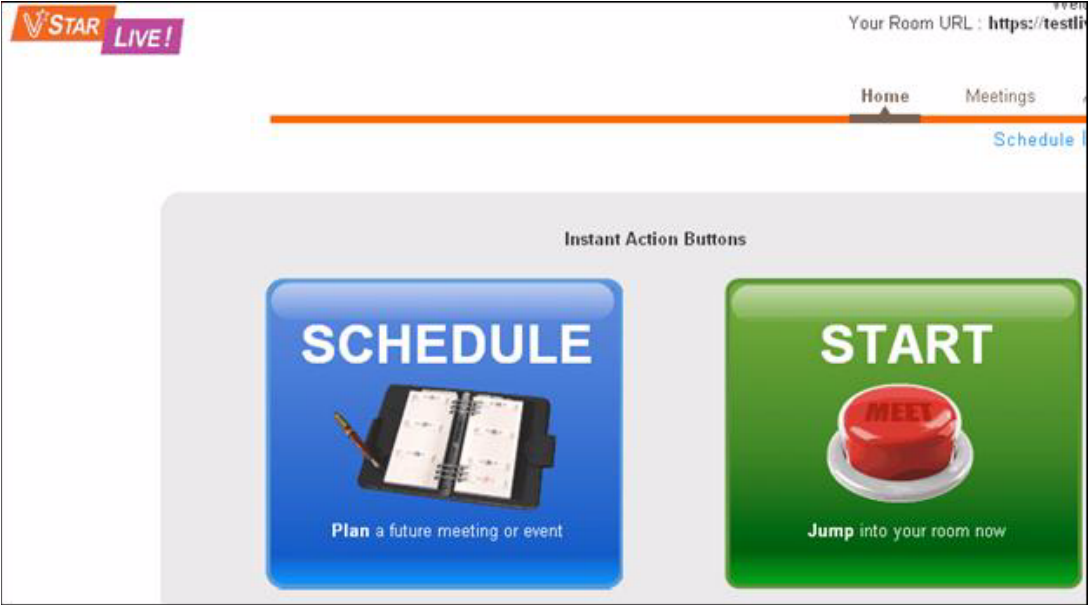 VSTAR LIVE!
Your Room URL : https://testli
Home Meetings
Schedule
Instant Action Buttons
SCHEDULE
START
MEET
Plan a future meeting or event
Jump into your room now